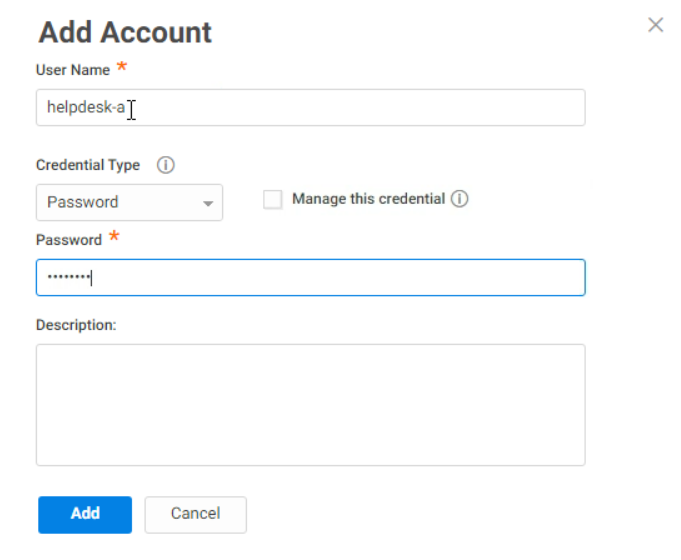 Add Account
User Name *
helpdesk-a
Credential Type
Password
Manage this credential
Password *
••••••••
Description:
Add
Cancel